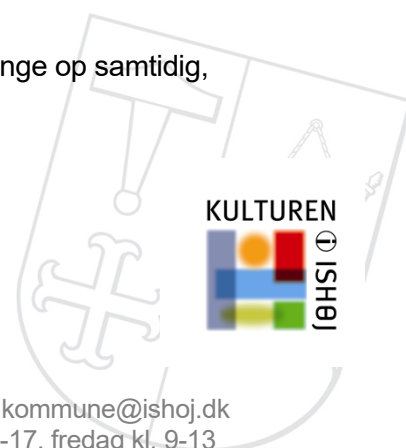 nge op samtidig,
KULTUREN
i ISHØJ
kommune@ishoj.dk
-17, fredag kl. 9-13